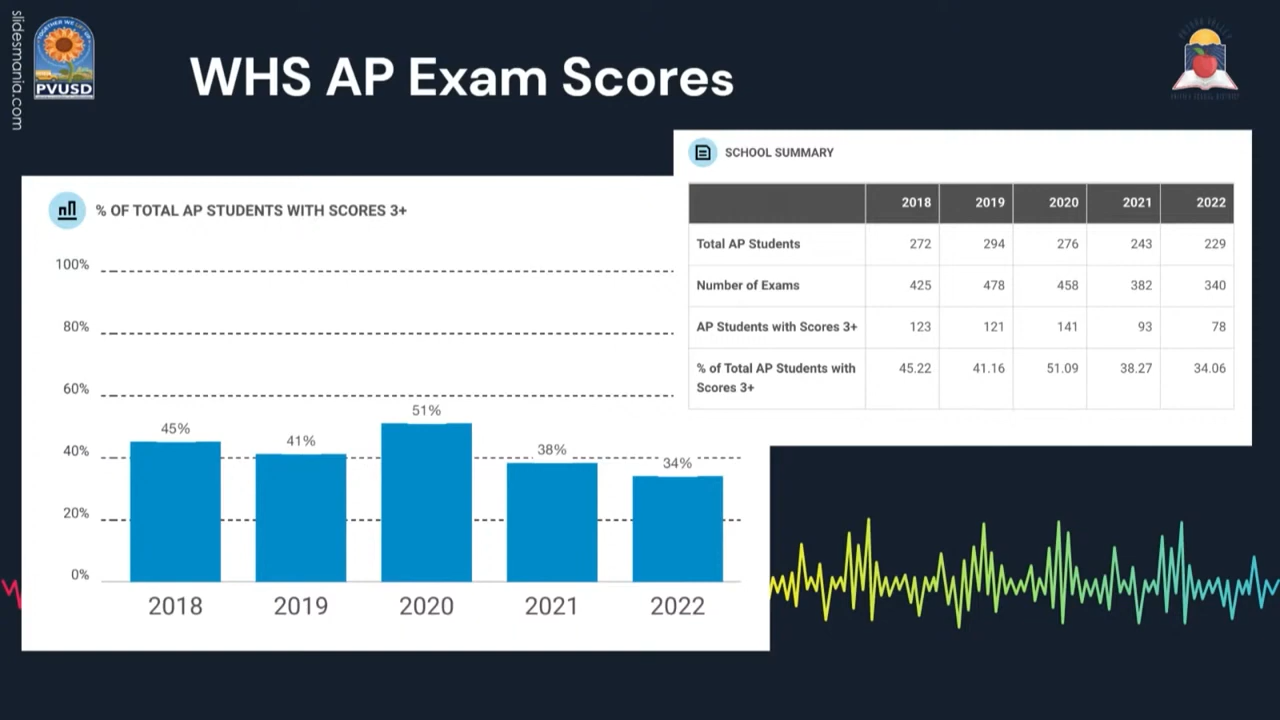 slidesmania.com
TOGETHER WE LIFT UP
PVUSD
WHS AP Exam Scores
SCHOOL SUMMARY
2018 2019 2020 2021 2022
Total AP Students 272 294 276 243 229
Number of Exams 425 478 458 382 340
AP Students with Scores 3+ 123 121 141 93 78
% of Total AP Students with 45.22 41.16 51.09 38.27 34.06
Scores 3+
% OF TOTAL AP STUDENTS WITH SCORES 3+
100%
80%
60%
40%
20%
0%
45% 41% 51% 38% 34%
2018 2019 2020 2021 2022